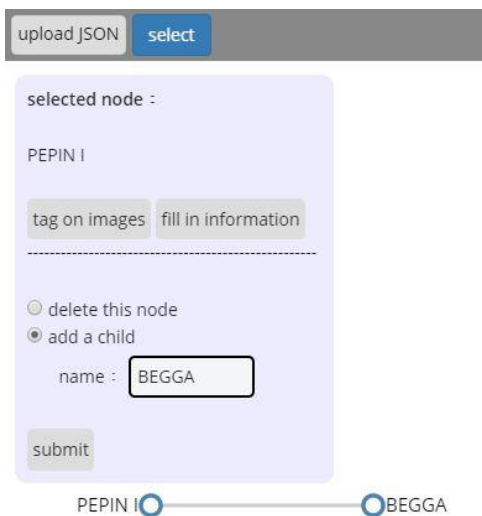 upload JSON select
selected node :
PEPIN I
tag on images fill in information
----------------------------------------------------
delete this node
add a child
name : BEGGA
submit
PEPIN I BEGGA